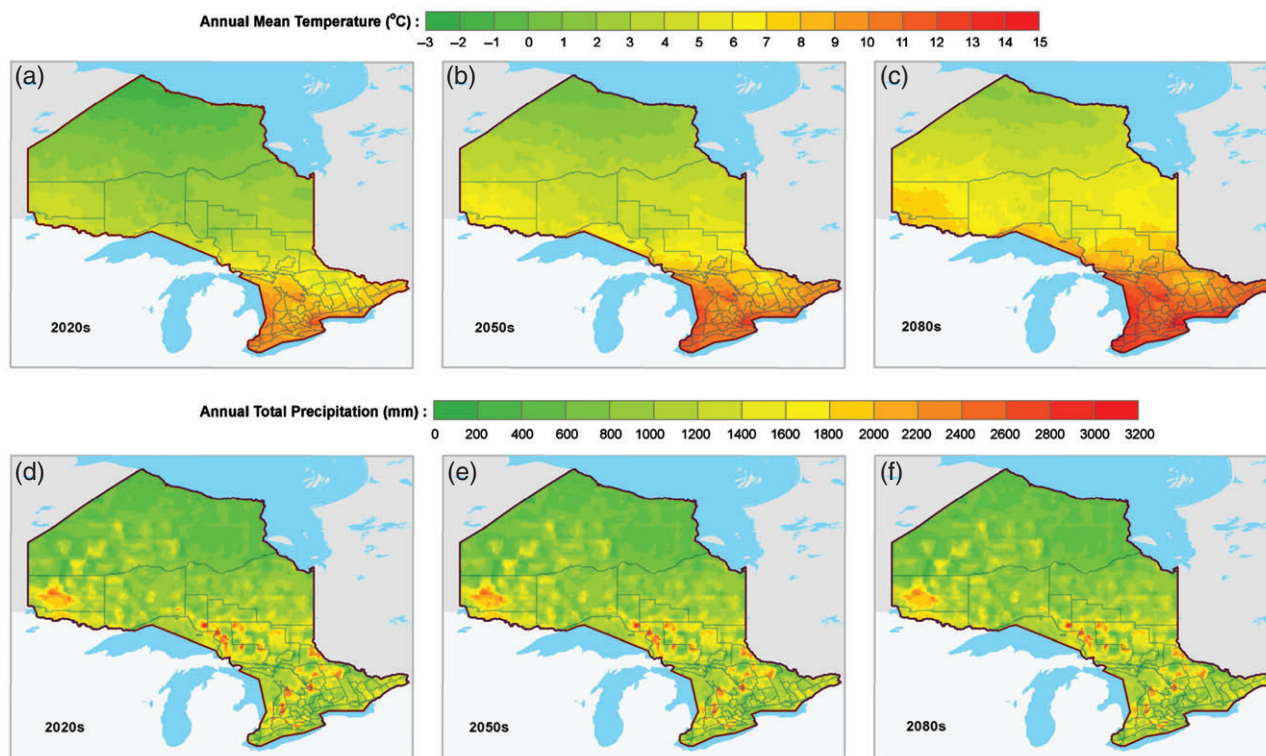 Annual Mean Temperature (°C) :
–3 –2 –1 0 1 2 3 4 5 6 7 8 9 10 11 12 13 14 15
(a) (b) (c)
2020s 2050s 2080s
Annual Total Precipitation (mm) :
0 200 400 600 800 1000 1200 1400 1600 1800 2000 2200 2400 2600 2800 3000 3200
(d) (e) (f)
2020s 2050s 2080s